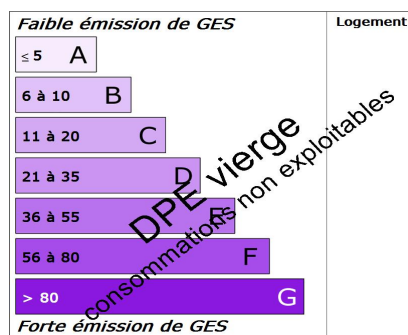 Faible émission de GES
Logement
≤ 5 A
6 à 10 B
11 à 20 C
21 à 35 D
36 à 55 E
56 à 80 F
> 80 G
Forte émission de GES
DPE vierge
consommations non exploitables